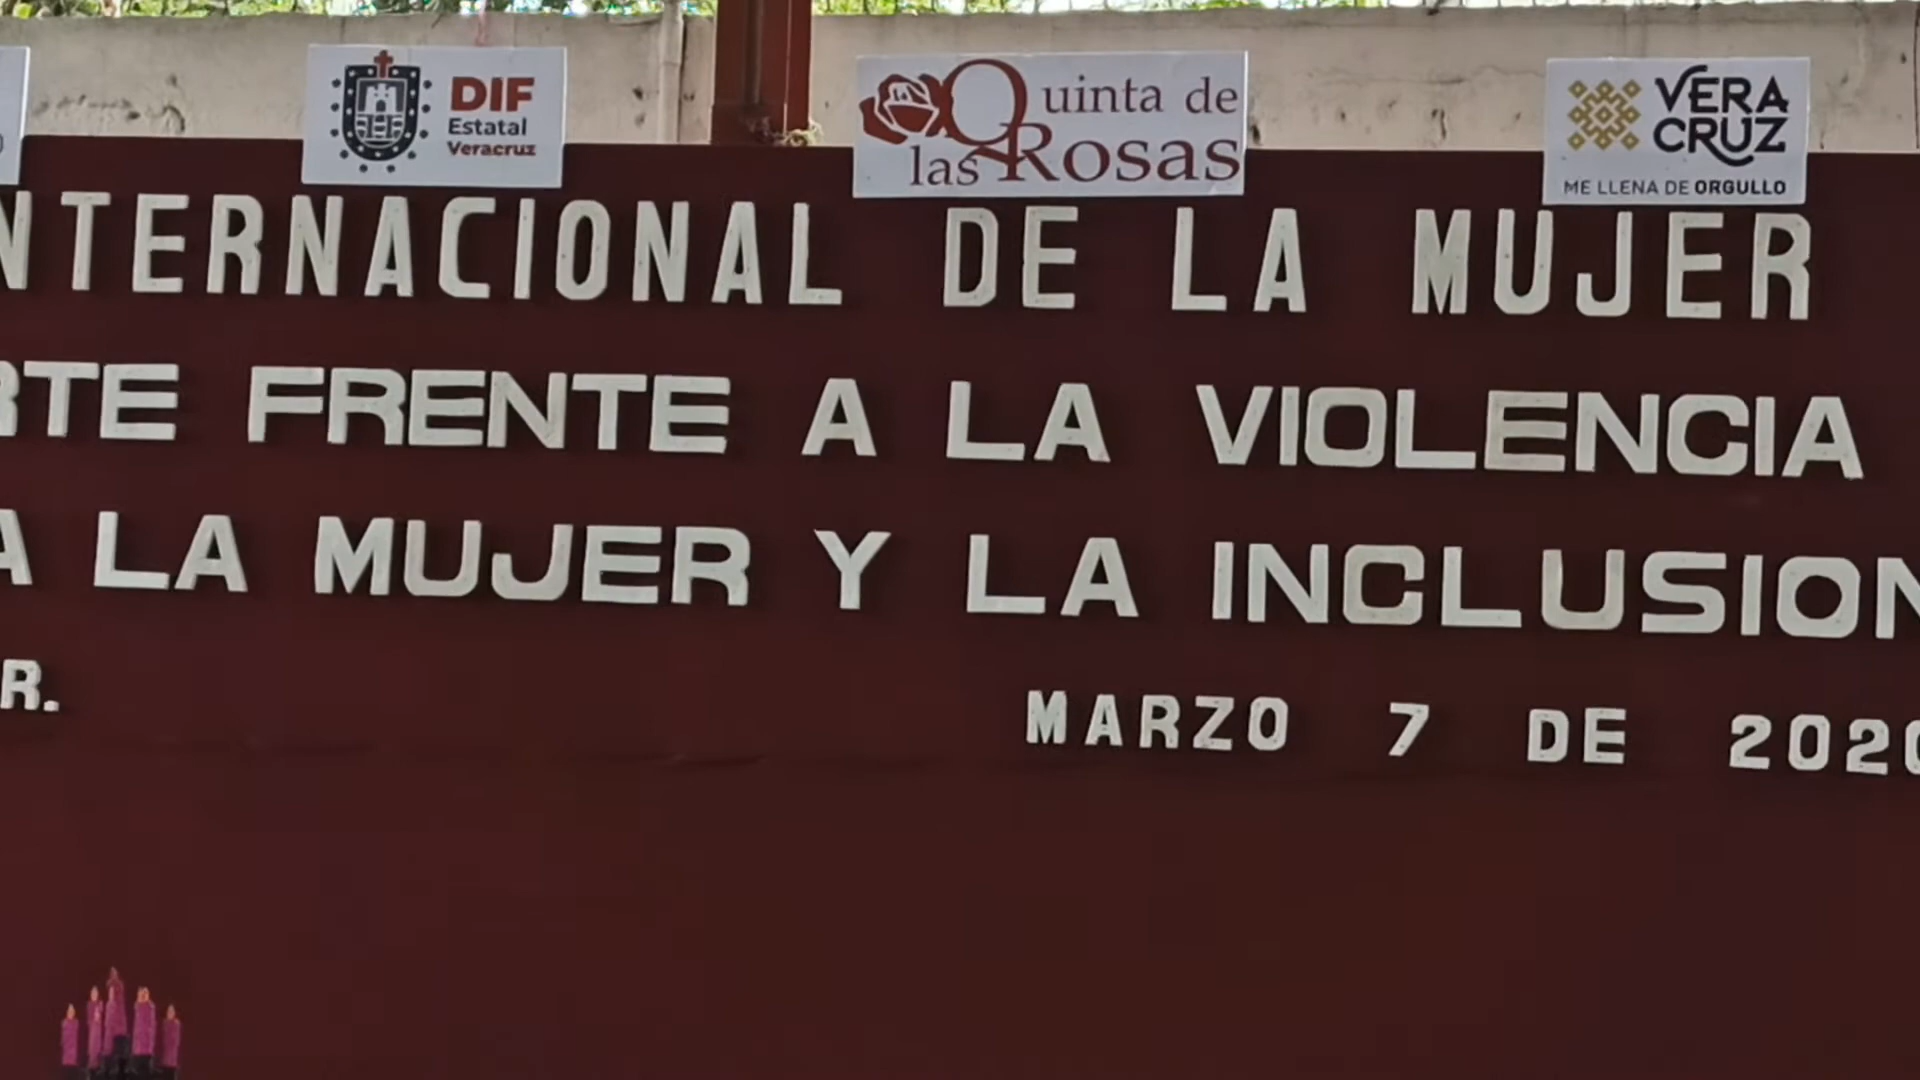 DIF
Estatal
Veracruz
Quinta de
las Rosas
VERA
CRUZ
ME LLENA DE ORGULLO
NTERNACIONAL DE LA MUJER
RTE FRENTE A LA VIOLENCIA
A LA MUJER Y LA INCLUSION
R.
MARZO 7 DE 2020